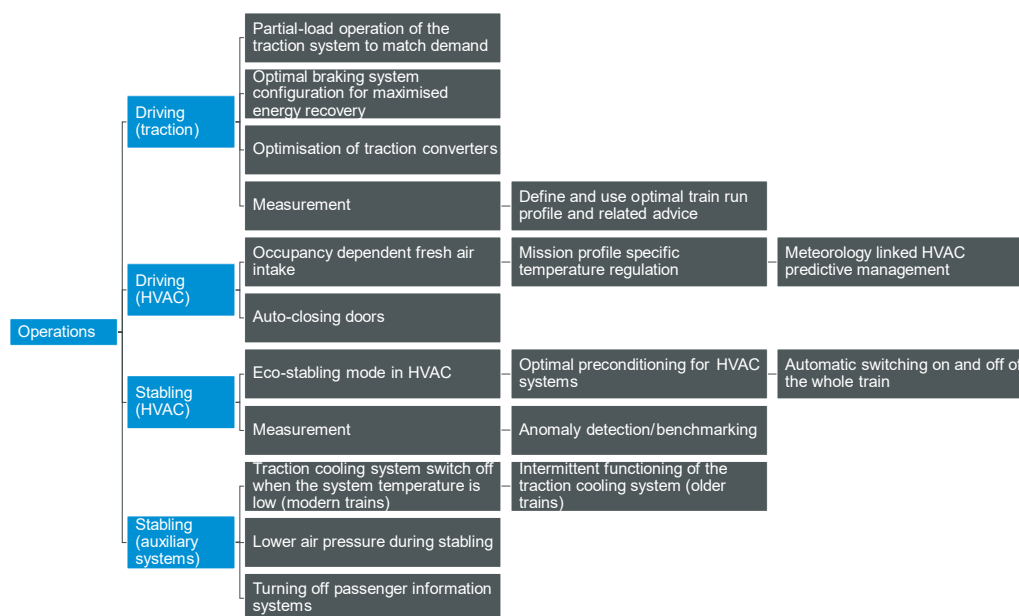 Operations
Driving
(traction)
Partial-load operation of the
traction system to match demand
Optimal braking system
configuration for maximised
energy recovery
Optimisation of traction converters
Measurement
Define and use optimal train run
profile and related advice
Driving
(HVAC)
Occupancy dependent fresh air
intake
Mission profile specific
temperature regulation
Meteorology linked HVAC
predictive management
Auto-closing doors
Stabling
(HVAC)
Eco-stabling mode in HVAC
Optimal preconditioning for HVAC
systems
Automatic switching on and off of
the whole train
Measurement
Anomaly detection/benchmarking
Stabling
(auxiliary
systems)
Traction cooling system switch off
when the system temperature is
low (modern trains)
Intermittent functioning of the
traction cooling system (older
trains)
Lower air pressure during stabling
Turning off passenger information
systems